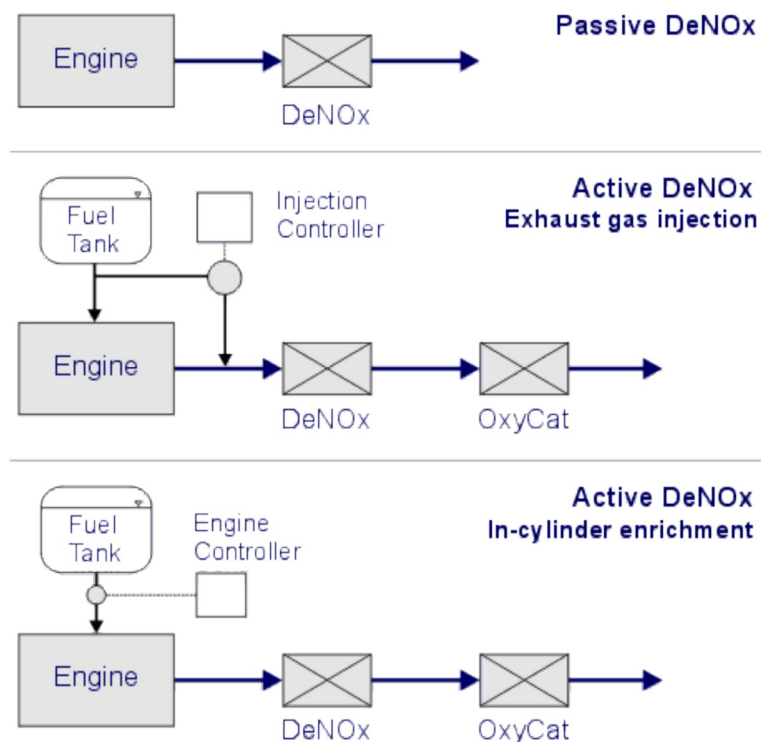 Passive DeNOx
Engine
DeNOx
Active DeNOx
Exhaust gas injection
Fuel
Tank
Injection
Controller
Engine
DeNOx
OxyCat
Active DeNOx
In-cylinder enrichment
Fuel
Tank
Engine
Controller
Engine
DeNOx
OxyCat